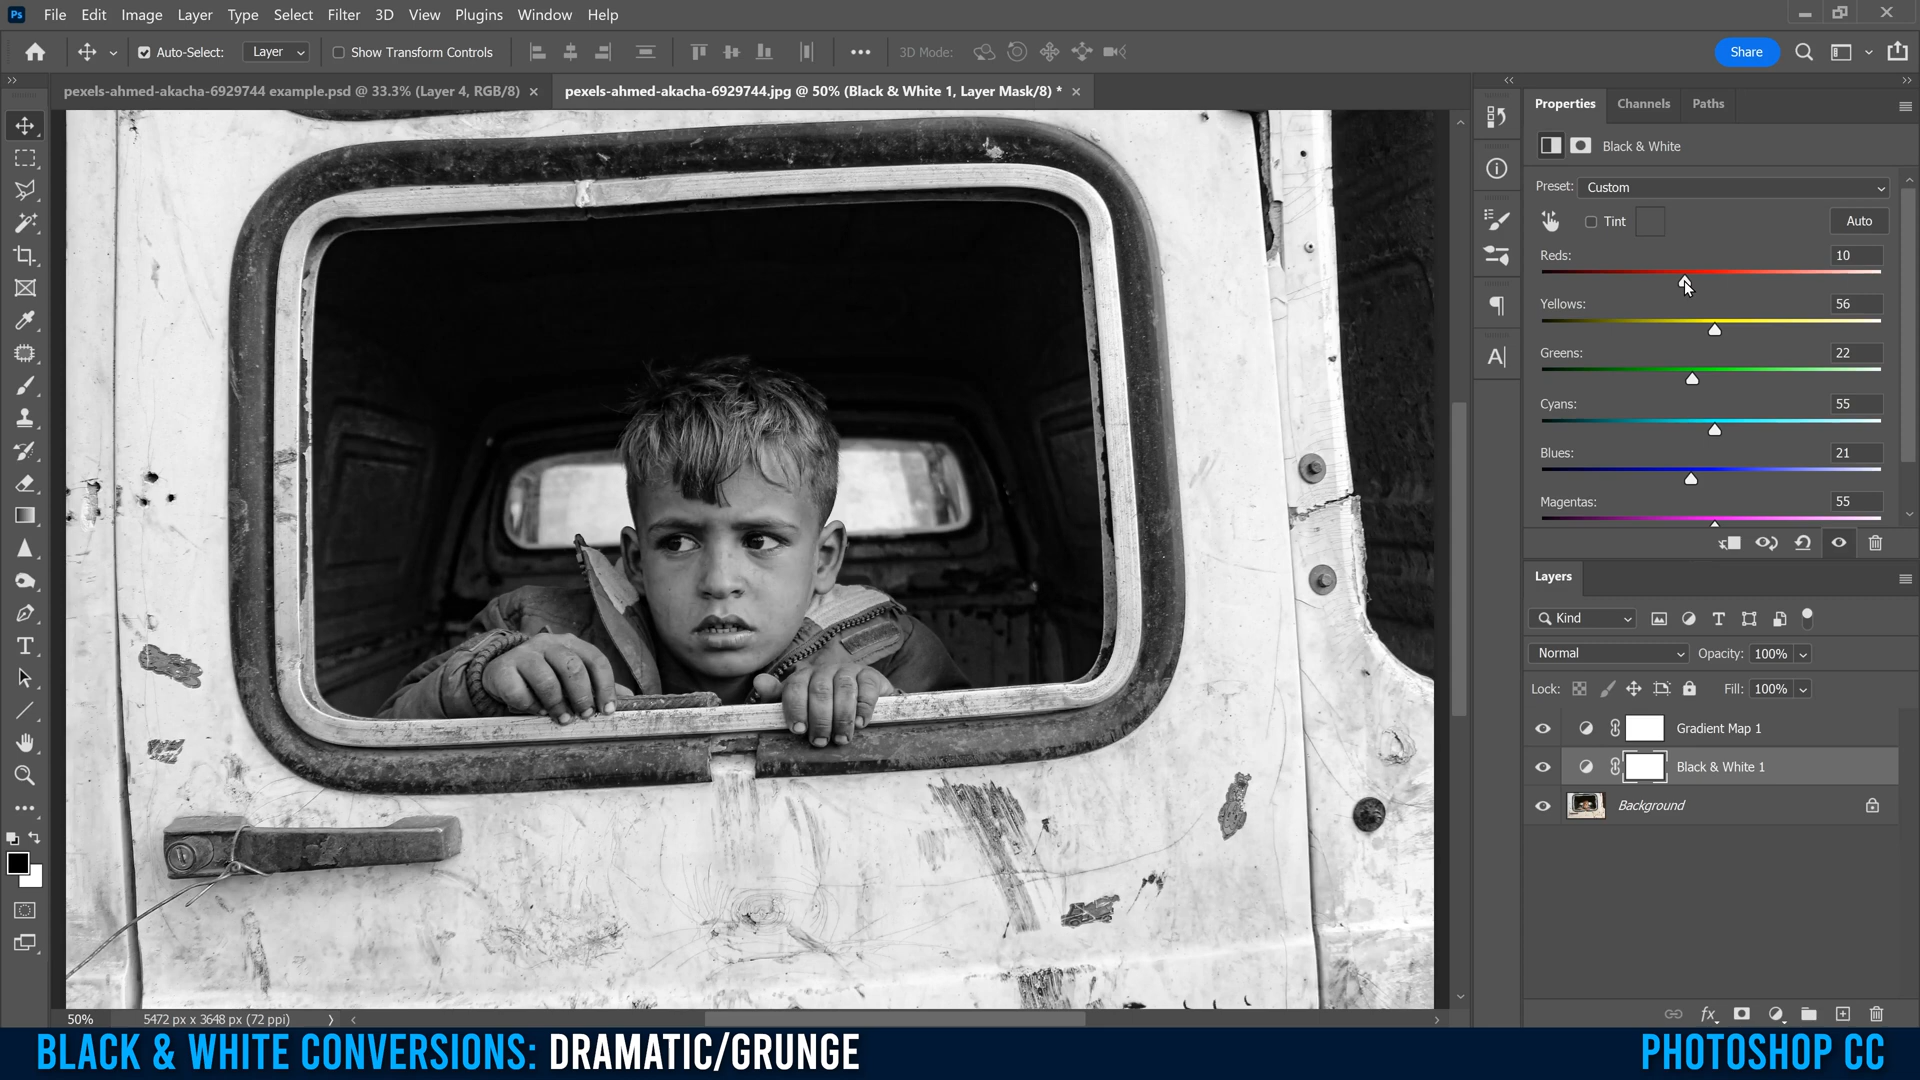 Ps File Edit Image Layer Type Select Filter 3D View Plugins Window Help
Auto-Select: Layer Show Transform Controls 3D Mode: Share
pexels-ahmed-akacha-6929744 example.psd @ 33.3% (Layer 4, RGB/8) × pexels-ahmed-akacha-6929744.jpg @ 50% (Black & White 1, Layer Mask/8) * ×
Properties Channels Paths
Black & White
Preset: Custom
Tint Auto
Reds: 10
Yellows: 56
Greens: 22
Cyans: 55
Blues: 21
Magentas: 55
Layers
Kind
Normal Opacity: 100%
Lock: Fill: 100%
Gradient Map 1
Black & White 1
Background
50% 5472 px x 3648 px (72 ppi)
BLACK & WHITE CONVERSIONS: DRAMATIC/GRUNGE
PHOTOSHOP CC